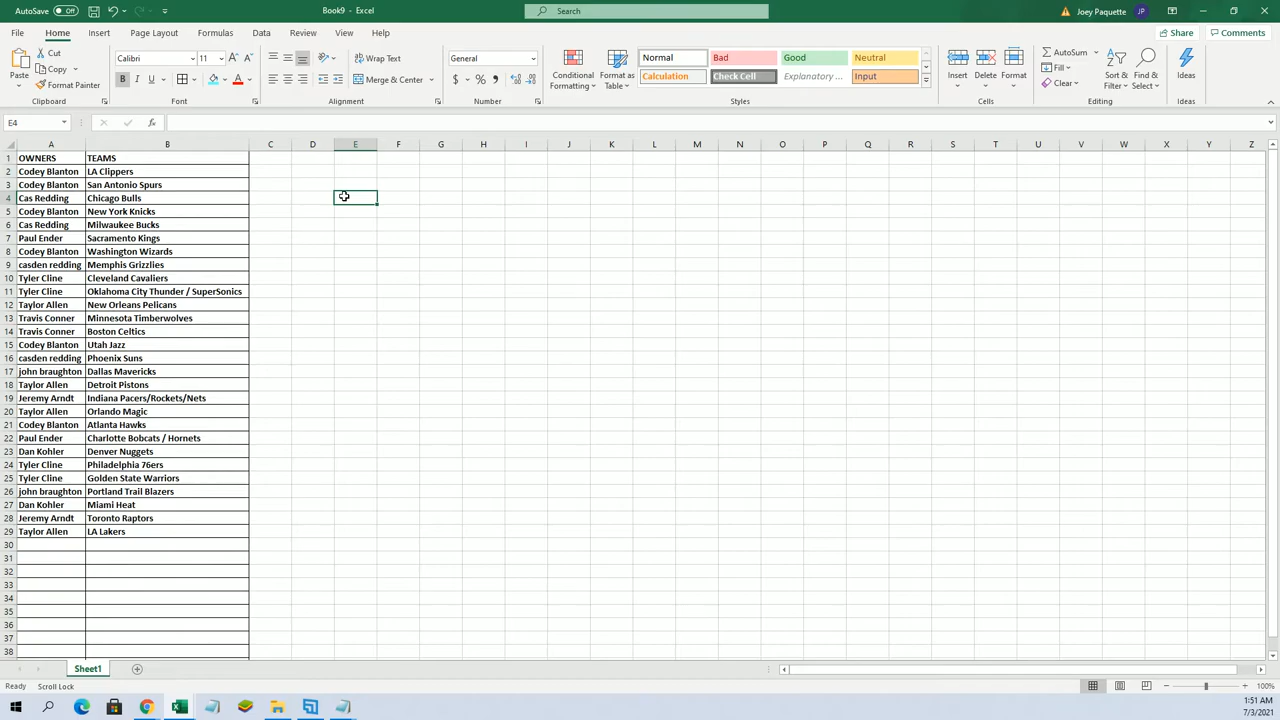 AutoSave Off Book9 - Excel Search Joey Paquette JP
File Home Insert Page Layout Formulas Data Review View Help Share Comments
Paste Cut Copy Format Painter Clipboard
Calibri 11 B I U A Font
Wrap Text Merge & Center Alignment
General $ % Number
Conditional Formatting Format as Table
Normal Bad Good Neutral
Calculation Check Cell Explanatory ... Input
Styles
Insert Delete Format Cells
AutoSum Fill Clear Sort & Filter Find & Select Editing
Ideas Ideas
E4 fx
A B C D E F G H I J K L M N O P Q R S T U V W X Y Z
1 OWNERS TEAMS
2 Codey Blanton LA Clippers
3 Codey Blanton San Antonio Spurs
4 Cas Redding Chicago Bulls
5 Codey Blanton New York Knicks
6 Cas Redding Milwaukee Bucks
7 Paul Ender Sacramento Kings
8 Codey Blanton Washington Wizards
9 casden redding Memphis Grizzlies
10 Tyler Cline Cleveland Cavaliers
11 Tyler Cline Oklahoma City Thunder / SuperSonics
12 Taylor Allen New Orleans Pelicans
13 Travis Conner Minnesota Timberwolves
14 Travis Conner Boston Celtics
15 Codey Blanton Utah Jazz
16 casden redding Phoenix Suns
17 john braughton Dallas Mavericks
18 Taylor Allen Detroit Pistons
19 Jeremy Arndt Indiana Pacers/Rockets/Nets
20 Taylor Allen Orlando Magic
21 Codey Blanton Atlanta Hawks
22 Paul Ender Charlotte Bobcats / Hornets
23 Dan Kohler Denver Nuggets
24 Tyler Cline Philadelphia 76ers
25 Tyler Cline Golden State Warriors
26 john braughton Portland Trail Blazers
27 Dan Kohler Miami Heat
28 Jeremy Arndt Toronto Raptors
29 Taylor Allen LA Lakers
30
31
32
33
34
35
36
37
38
Sheet1
Ready Scroll Lock 100%
1:51 AM
7/3/2021